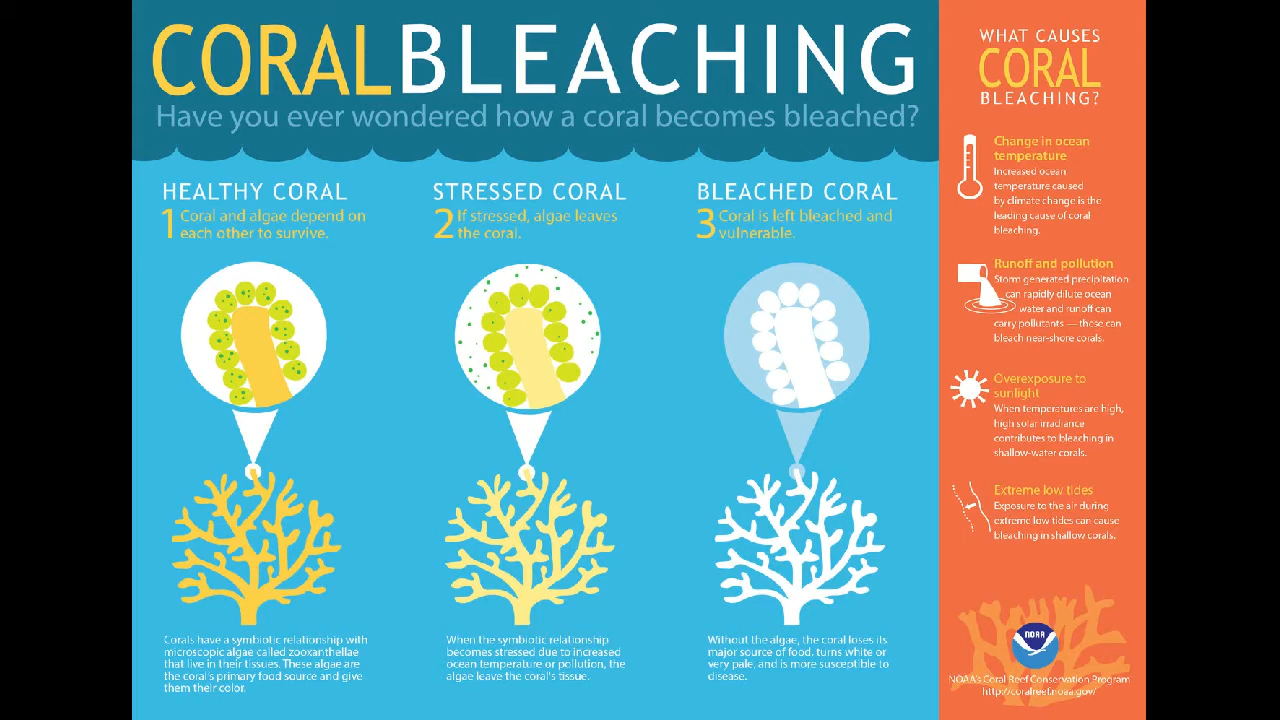 CORALBLEACHING
Have you ever wondered how a coral becomes bleached?
HEALTHY CORAL
1 Coral and algae depend on
each other to survive.
Corals have a symbiotic relationship with
microscopic algae called zooxanthellae
that live in their tissues. These algae are
the coral's primary food source and give
them their color.
STRESSED CORAL
2 If stressed, algae leaves
the coral.
When the symbiotic relationship
becomes stressed due to increased
ocean temperature or pollution, the
algae leave the coral's tissue.
BLEACHED CORAL
3 Coral is left bleached and
vulnerable.
Without the algae, the coral loses its
major source of food, turns white or
very pale, and is more susceptible to
disease.
WHAT CAUSES
CORAL
BLEACHING?
Change in ocean
temperature
Increased ocean
temperature caused
by climate change is the
leading cause of coral
bleaching.
Runoff and pollution
Storm generated precipitation
can rapidly dilute ocean
water and runoff can
carry pollutants — these can
bleach near-shore corals.
Overexposure to
sunlight
When temperatures are high,
high solar irradiance
contributes to bleaching in
shallow-water corals.
Extreme low tides
Exposure to the air during
extreme low tides can cause
bleaching in shallow corals.
NOAA
NOAA's Coral Reef Conservation Program
http://coralreef.noaa.gov/